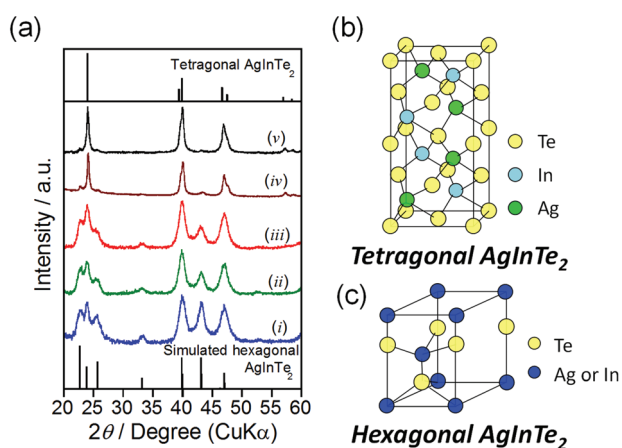 (a)
Tetragonal AgInTe2
(v)
(iv)
(iii)
(ii)
(i)
Simulated hexagonal
AgInTe2
Intensity / a.u.
20 25 30 35 40 45 50 55 60
2θ / Degree (CuKα)
(b)
Te
In
Ag
Tetragonal AgInTe2
(c)
Te
Ag or In
Hexagonal AgInTe2